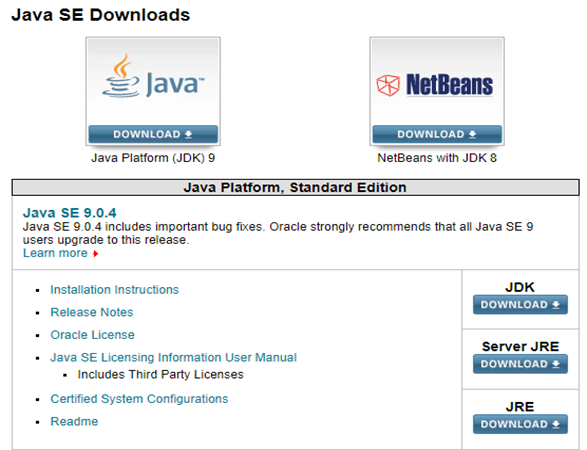 Java SE Downloads
Java™
NetBeans
DOWNLOAD
DOWNLOAD
Java Platform (JDK) 9
NetBeans with JDK 8
Java Platform, Standard Edition
Java SE 9.0.4
Java SE 9.0.4 includes important bug fixes. Oracle strongly recommends that all Java SE 9
users upgrade to this release.
Learn more
Installation Instructions
Release Notes
Oracle License
Java SE Licensing Information User Manual
Includes Third Party Licenses
Certified System Configurations
Readme
JDK
DOWNLOAD
Server JRE
DOWNLOAD
JRE
DOWNLOAD